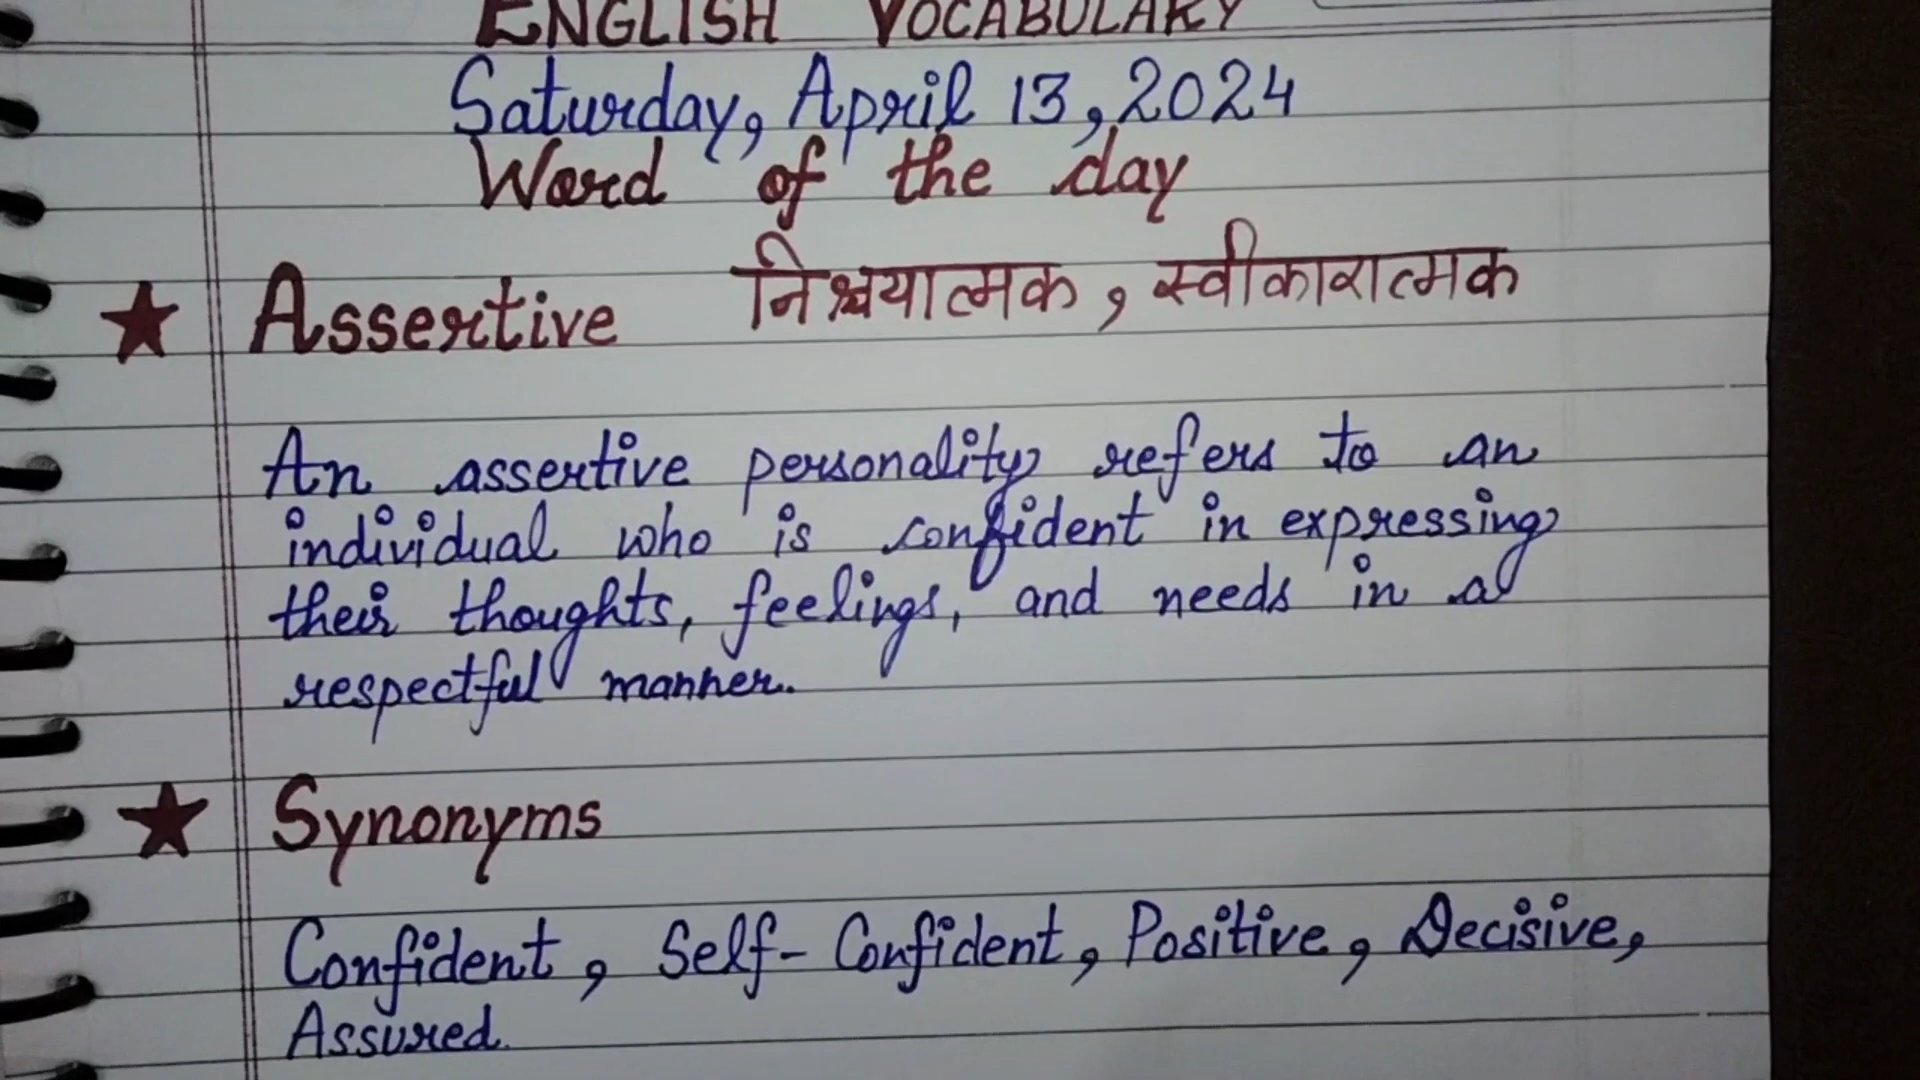 ENGLISH VOCABULARY
Saturday, April 13, 2024
Word of the day
★ Assertive निश्चयात्मक, स्वीकारात्मक
An assertive personality refers to an
individual who is confident in expressing
their thoughts, feelings, and needs in a
respectful manner.
★ Synonyms
Confident, Self-Confident, Positive, Decisive,
Assured.